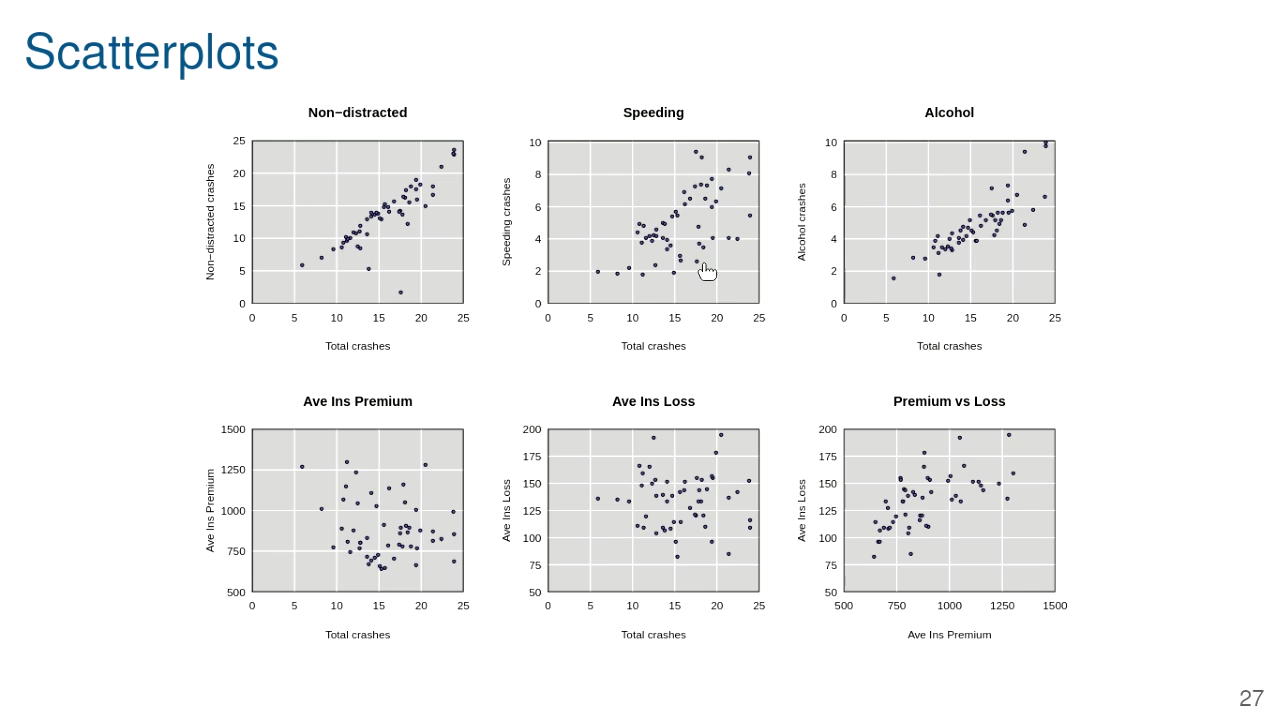 Scatterplots
Non−distracted
Speeding
Alcohol
Non−distracted crashes
25
20
15
10
5
0
0 5 10 15 20 25
Total crashes
Speeding crashes
10
8
6
4
2
0
0 5 10 15 20 25
Total crashes
Alcohol crashes
10
8
6
4
2
0
0 5 10 15 20 25
Total crashes
Ave Ins Premium
Ave Ins Loss
Premium vs Loss
Ave Ins Premium
1500
1250
1000
750
500
0 5 10 15 20 25
Total crashes
Ave Ins Loss
200
175
150
125
100
75
50
0 5 10 15 20 25
Total crashes
Ave Ins Loss
200
175
150
125
100
75
50
500 750 1000 1250 1500
Ave Ins Premium
27